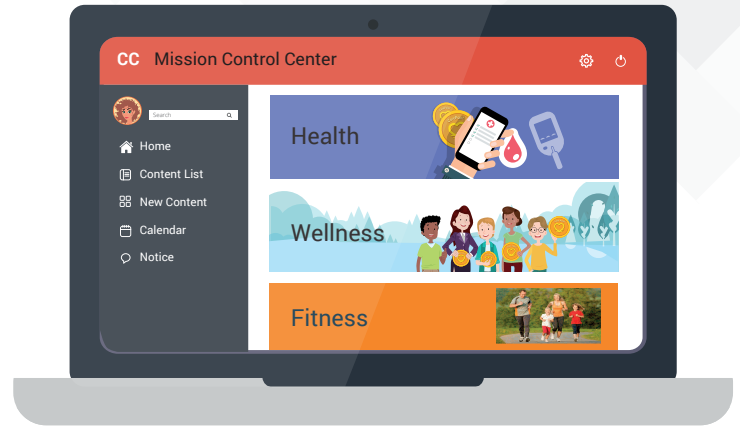 CC Mission Control Center
Search
Home
Content List
New Content
Calendar
Notice
Health
Wellness
Fitness